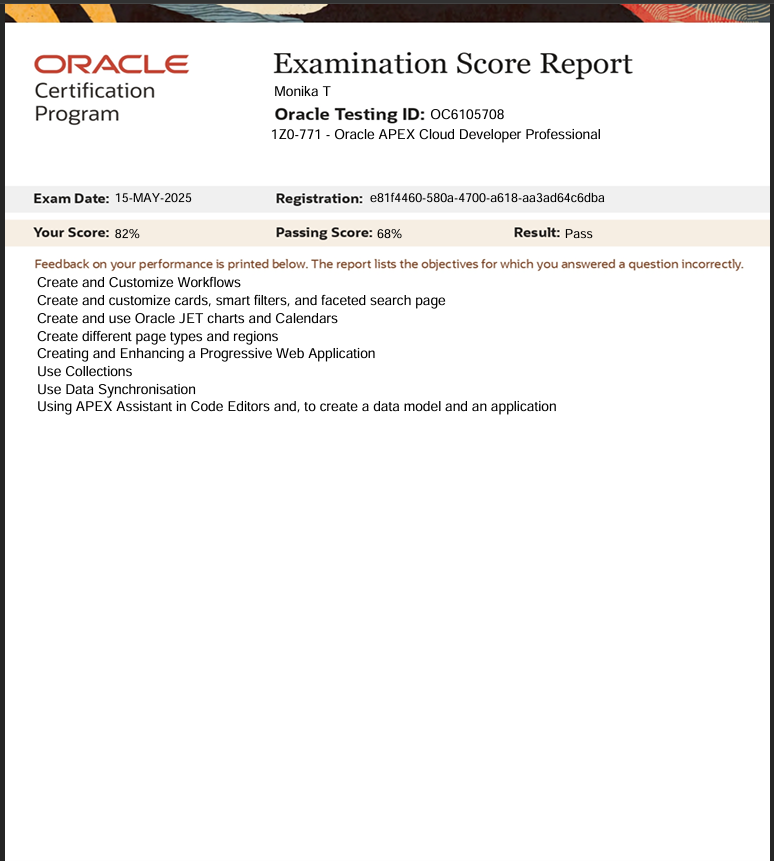 ORACLE
Certification
Program
Examination Score Report
Monika T
Oracle Testing ID: OC6105708
1Z0-771 - Oracle APEX Cloud Developer Professional
Exam Date: 15-MAY-2025 Registration: e81f4460-580a-4700-a618-aa3ad64c6dba
Your Score: 82% Passing Score: 68% Result: Pass
Feedback on your performance is printed below. The report lists the objectives for which you answered a question incorrectly.
Create and Customize Workflows
Create and customize cards, smart filters, and faceted search page
Create and use Oracle JET charts and Calendars
Create different page types and regions
Creating and Enhancing a Progressive Web Application
Use Collections
Use Data Synchronisation
Using APEX Assistant in Code Editors and, to create a data model and an application